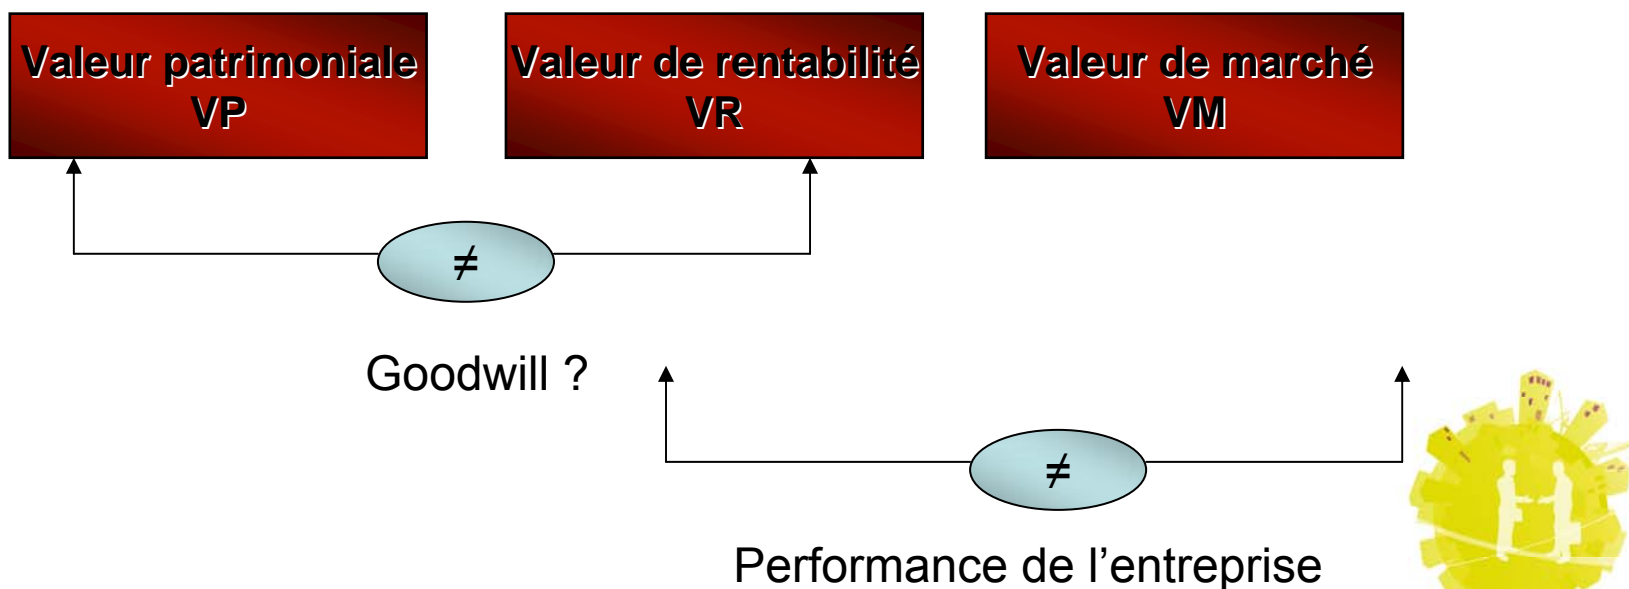 Valeur patrimoniale
VP
Valeur de rentabilité
VR
Valeur de marché
VM
≠
Goodwill ?
≠
Performance de l’entreprise